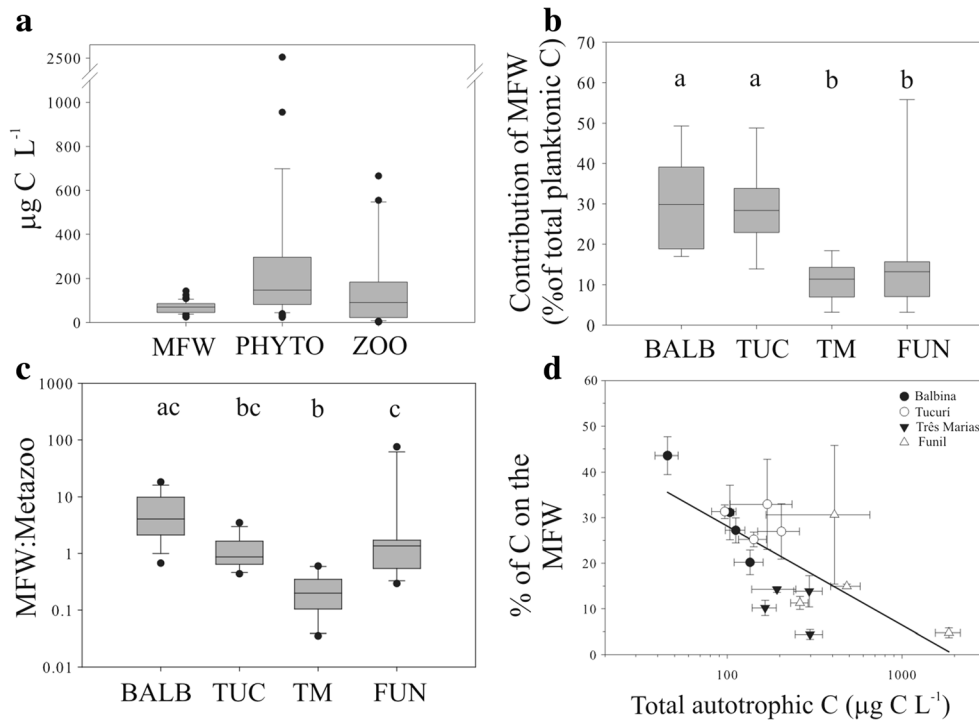 a
2500
1000
800
600
400
200
0
µg C L-1
MFW PHYTO ZOO
b
70
60
50
40
30
20
10
0
Contribution of MFW
(%of total planktonic C)
a a b b
BALB TUC TM FUN
c
1000
100
10
1
0.1
0.01
MFW:Metazoo
ac bc b c
BALB TUC TM FUN
d
60
50
40
30
20
10
0
% of C on the
MFW
Balbina
Tucuri
Três Marias
Funil
100 1000
Total autotrophic C (µg C L-1)